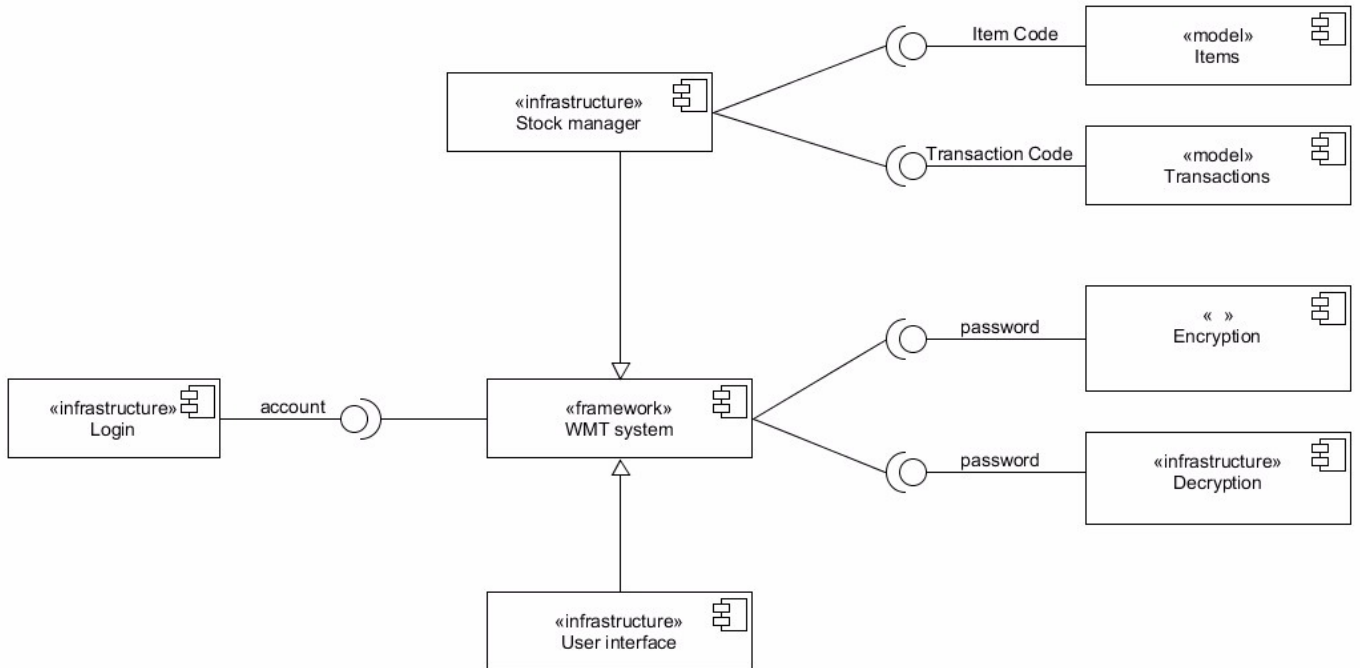 Item Code
«model»
Items
«infrastructure»
Stock manager
Transaction Code
«model»
Transactions
password
« »
Encryption
«infrastructure»
Login
account
«framework»
WMT system
password
«infrastructure»
Decryption
«infrastructure»
User interface